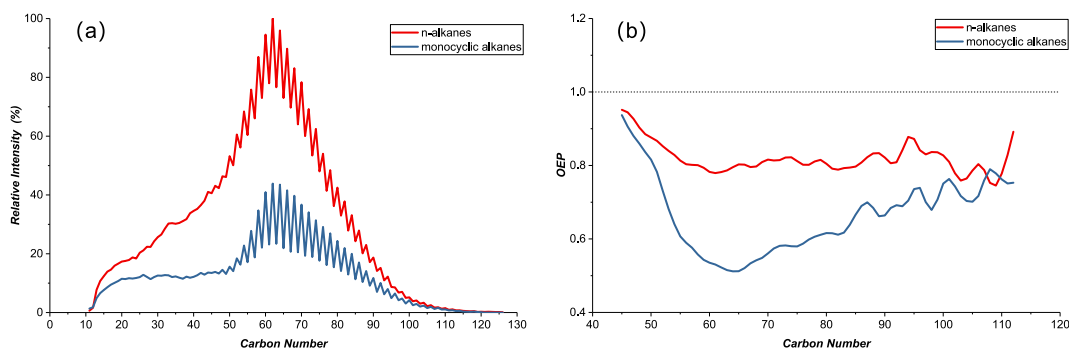 (a)
n-alkanes
monocyclic alkanes
Relative Intensity (%)
100
80
60
40
20
0
0 10 20 30 40 50 60 70 80 90 100 110 120 130
Carbon Number
(b)
n-alkanes
monocyclic alkanes
OEP
1.0
0.8
0.6
0.4
40 50 60 70 80 90 100 110 120
Carbon Number